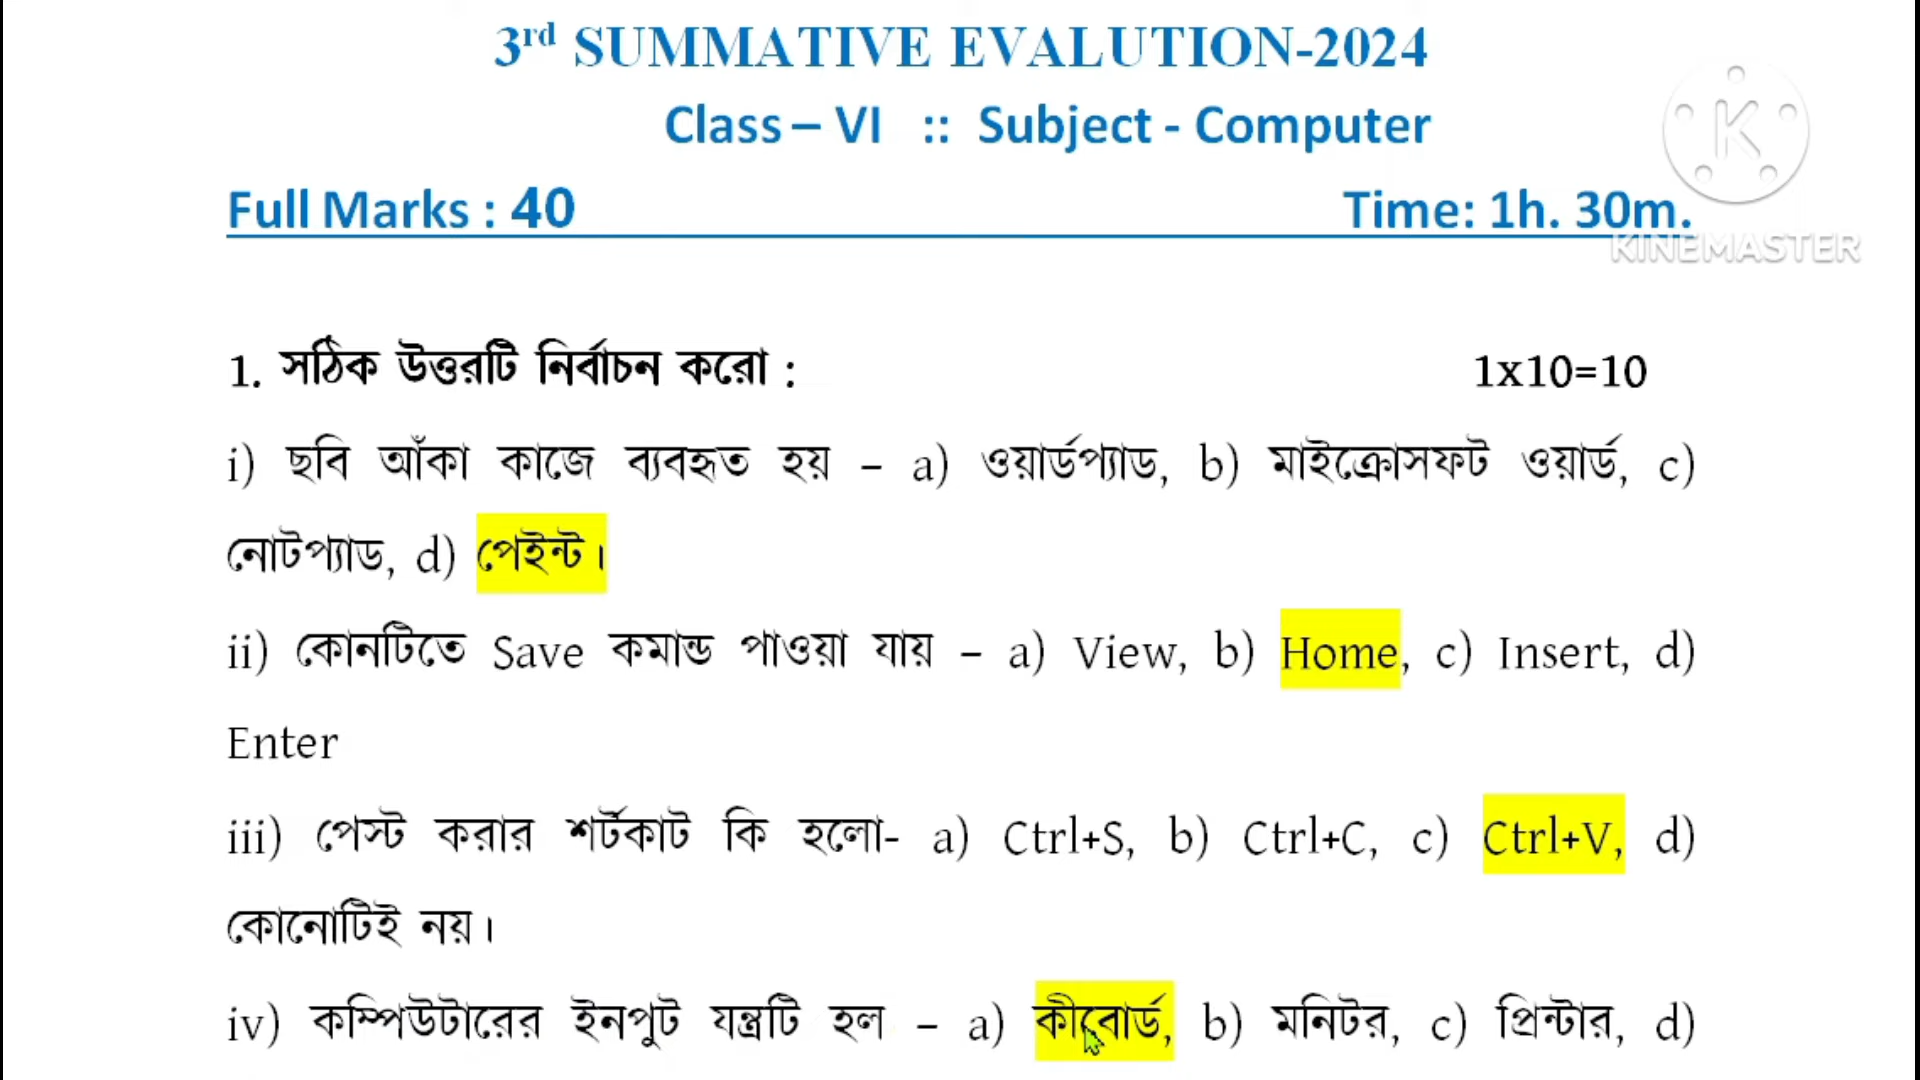 3rd SUMMATIVE EVALUTION-2024
Class – VI :: Subject - Computer
Full Marks : 40 Time: 1h. 30m.
K
KINEMASTER
1. সঠিক উত্তরটি নির্বাচন করো : 1x10=10
i) ছবি আঁকা কাজে ব্যবহৃত হয় – a) ওয়ার্ডপ্যাড, b) মাইক্রোসফট ওয়ার্ড, c)
নোটপ্যাড, d) পেইন্ট।
ii) কোনটিতে Save কমান্ড পাওয়া যায় – a) View, b) Home, c) Insert, d)
Enter
iii) পেস্ট করার শর্টকাট কি হলো- a) Ctrl+S, b) Ctrl+C, c) Ctrl+V, d)
কোনোটিই নয়।
iv) কম্পিউটারের ইনপুট যন্ত্রটি হল – a) কীবোর্ড, b) মনিটর, c) প্রিন্টার, d)